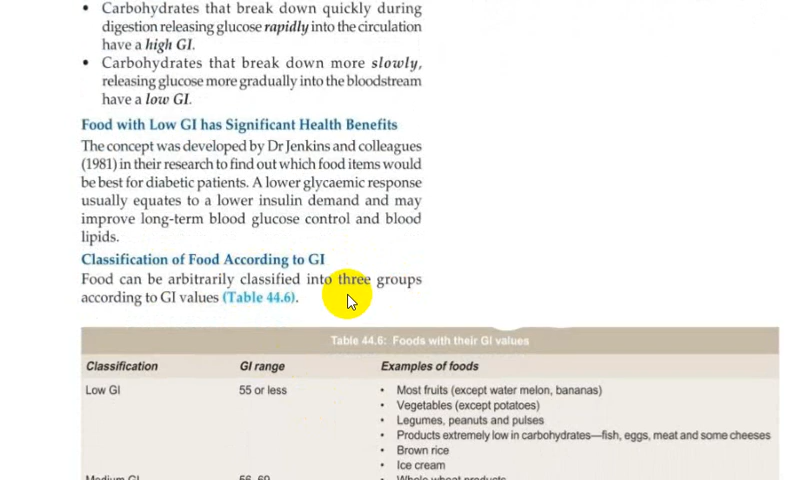 • Carbohydrates that break down quickly during
digestion releasing glucose rapidly into the circulation
have a high GI.
• Carbohydrates that break down more slowly,
releasing glucose more gradually into the bloodstream
have a low GI.
Food with Low GI has Significant Health Benefits
The concept was developed by Dr Jenkins and colleagues
(1981) in their research to find out which food items would
be best for diabetic patients. A lower glycaemic response
usually equates to a lower insulin demand and may
improve long-term blood glucose control and blood
lipids.
Classification of Food According to GI
Food can be arbitrarily classified into three groups
according to GI values (Table 44.6).
Table 44.6: Foods with their GI values
Classification GI range Examples of foods
Low GI 55 or less • Most fruits (except water melon, bananas)
• Vegetables (except potatoes)
• Legumes, peanuts and pulses
• Products extremely low in carbohydrates—fish, eggs, meat and some cheeses
• Brown rice
• Ice cream
Medium GI 56–69 • Whole wheat products